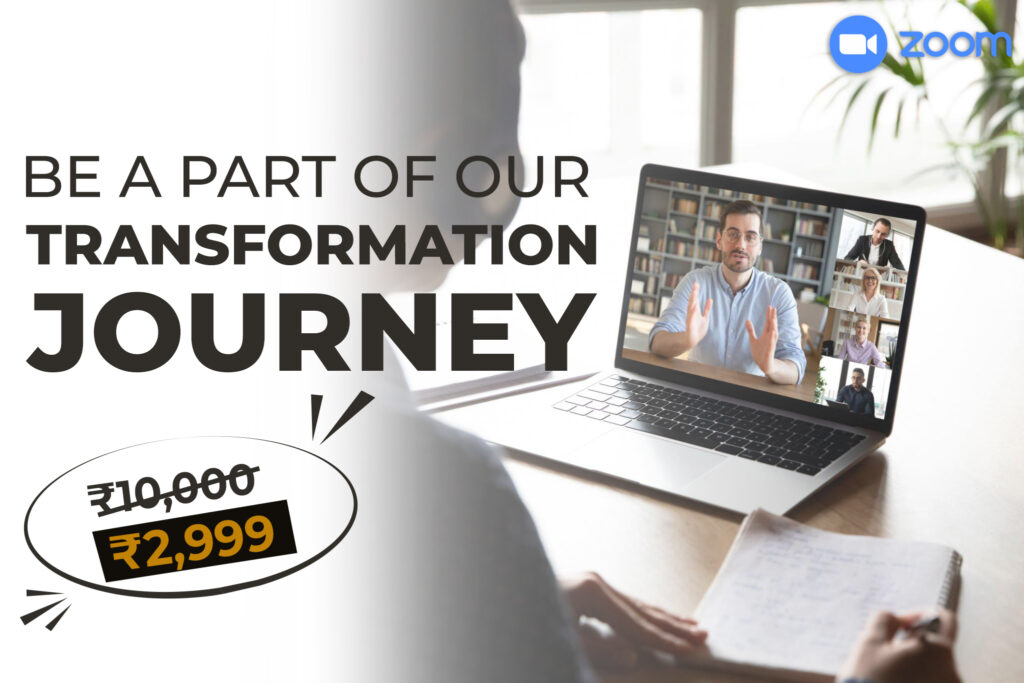 zoom
BE A PART OF OUR
TRANSFORMATION
JOURNEY
₹10,000
₹2,999